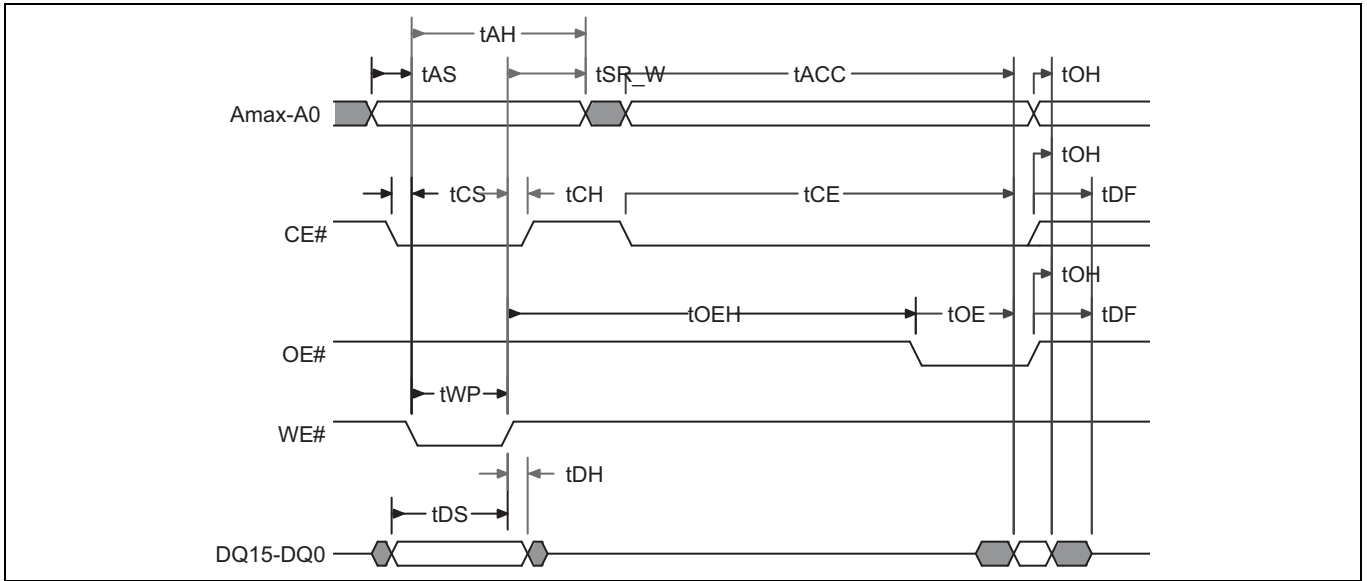 tAH
tAS tSR_W tACC tOH
Amax-A0
tOH
tCS tCH tCE tDF
CE#
tOH
tOEH tOE tDF
OE#
tWP
WE#
tDH
tDS
DQ15-DQ0